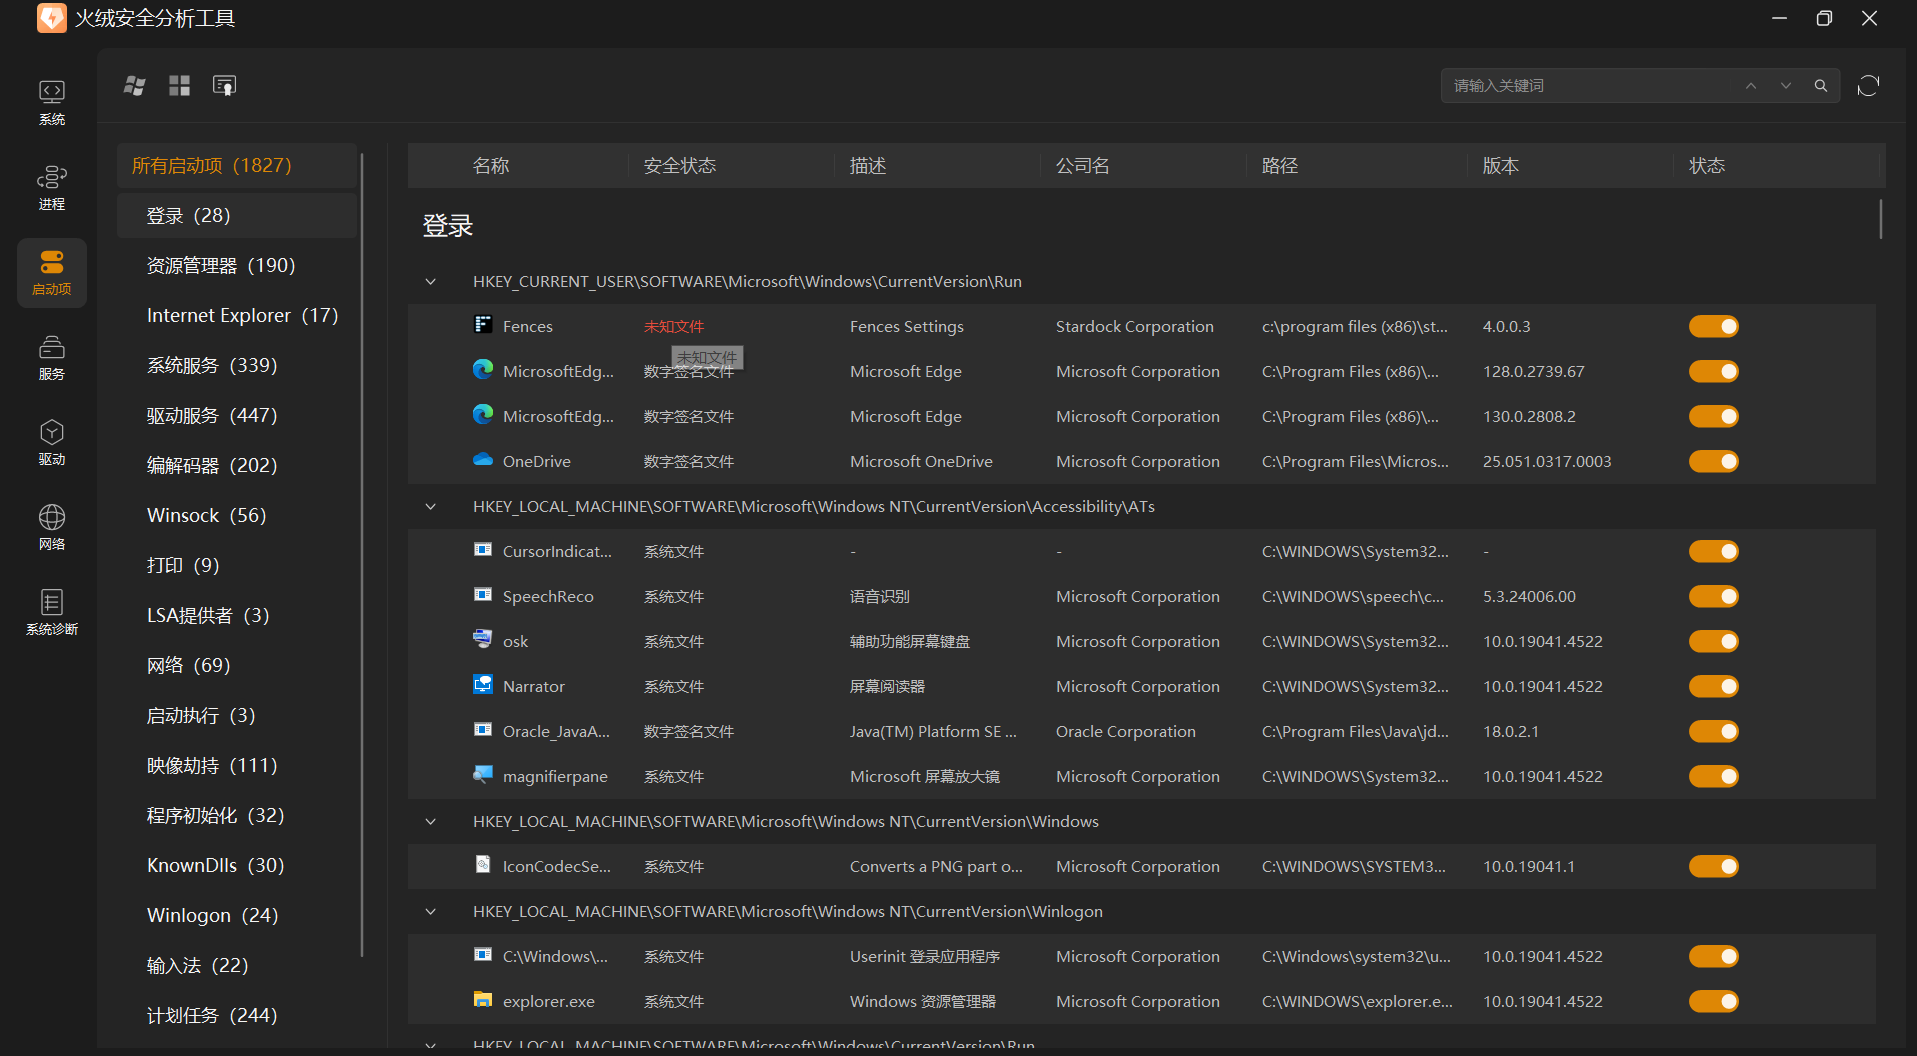 火绒安全分析工具
请输入关键词
系统
进程
启动项
服务
驱动
网络
系统诊断
所有启动项（1827）
登录（28）
资源管理器（190）
Internet Explorer（17）
系统服务（339）
驱动服务（447）
编解码器（202）
Winsock（56）
打印（9）
LSA提供者（3）
网络（69）
启动执行（3）
映像劫持（111）
程序初始化（32）
KnownDlls（30）
Winlogon（24）
输入法（22）
计划任务（244）
名称 安全状态 描述 公司名 路径 版本 状态
登录
HKEY_CURRENT_USER\SOFTWARE\Microsoft\Windows\CurrentVersion\Run
Fences 未知文件 Fences Settings Stardock Corporation c:\program files (x86)\st... 4.0.0.3
未知文件
MicrosoftEdg... 数字签名文件 Microsoft Edge Microsoft Corporation C:\Program Files (x86)\... 128.0.2739.67
MicrosoftEdg... 数字签名文件 Microsoft Edge Microsoft Corporation C:\Program Files (x86)\... 130.0.2808.2
OneDrive 数字签名文件 Microsoft OneDrive Microsoft Corporation C:\Program Files\Micros... 25.051.0317.0003
HKEY_LOCAL_MACHINE\SOFTWARE\Microsoft\Windows NT\CurrentVersion\Accessibility\ATs
CursorIndicat... 系统文件 - - C:\WINDOWS\System32... -
SpeechReco 系统文件 语音识别 Microsoft Corporation C:\WINDOWS\speech\c... 5.3.24006.00
osk 系统文件 辅助功能屏幕键盘 Microsoft Corporation C:\WINDOWS\System32... 10.0.19041.4522
Narrator 系统文件 屏幕阅读器 Microsoft Corporation C:\WINDOWS\System32... 10.0.19041.4522
Oracle_JavaA... 数字签名文件 Java(TM) Platform SE ... Oracle Corporation C:\Program Files\Java\jd... 18.0.2.1
magnifierpane 系统文件 Microsoft 屏幕放大镜 Microsoft Corporation C:\WINDOWS\System32... 10.0.19041.4522
HKEY_LOCAL_MACHINE\SOFTWARE\Microsoft\Windows NT\CurrentVersion\Windows
IconCodecSe... 系统文件 Converts a PNG part o... Microsoft Corporation C:\WINDOWS\SYSTEM3... 10.0.19041.1
HKEY_LOCAL_MACHINE\SOFTWARE\Microsoft\Windows NT\CurrentVersion\Winlogon
C:\Windows\... 系统文件 Userinit 登录应用程序 Microsoft Corporation C:\Windows\system32\u... 10.0.19041.4522
explorer.exe 系统文件 Windows 资源管理器 Microsoft Corporation C:\WINDOWS\explorer.e... 10.0.19041.4522
HKEY_LOCAL_MACHINE\SOFTWARE\Microsoft\Windows\CurrentVersion\Run